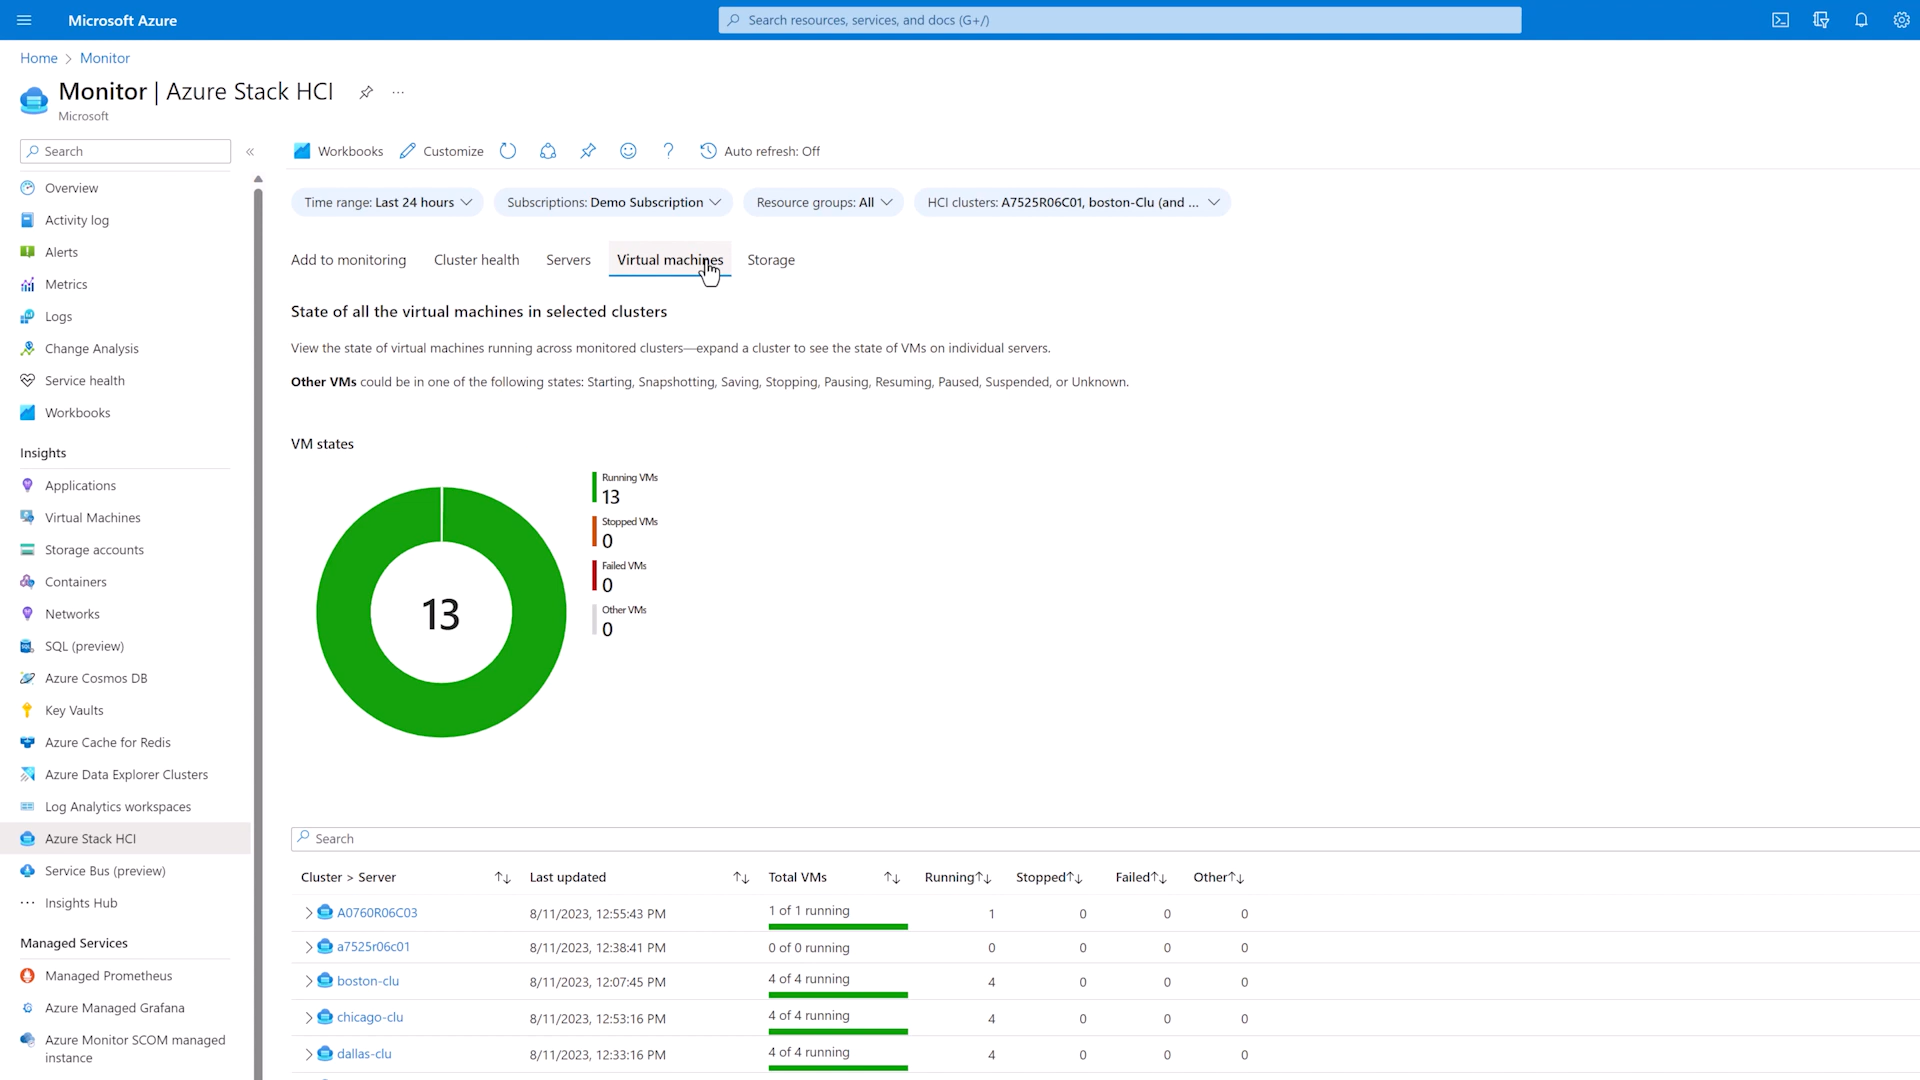 Microsoft Azure
Search resources, services, and docs (G+/)
Home > Monitor
Monitor | Azure Stack HCI
Microsoft
Search
Workbooks
Customize
Auto refresh: Off
Time range: Last 24 hours
Subscriptions: Demo Subscription
Resource groups: All
HCI clusters: A7525R06C01, boston-Clu (and ...
Add to monitoring
Cluster health
Servers
Virtual machines
Storage
Overview
Activity log
Alerts
Metrics
Logs
Change Analysis
Service health
Workbooks
Insights
Applications
Virtual Machines
Storage accounts
Containers
Networks
SQL (preview)
Azure Cosmos DB
Key Vaults
Azure Cache for Redis
Azure Data Explorer Clusters
Log Analytics workspaces
Azure Stack HCI
Service Bus (preview)
Insights Hub
Managed Services
Managed Prometheus
Azure Managed Grafana
Azure Monitor SCOM managed
instance
State of all the virtual machines in selected clusters
View the state of virtual machines running across monitored clusters—expand a cluster to see the state of VMs on individual servers.
Other VMs could be in one of the following states: Starting, Snapshotting, Saving, Stopping, Pausing, Resuming, Paused, Suspended, or Unknown.
VM states
13
Running VMs
13
Stopped VMs
0
Failed VMs
0
Other VMs
0
Search
Cluster > Server Last updated Total VMs Running Stopped Failed Other
A0760R06C03 8/11/2023, 12:55:43 PM 1 of 1 running 1 0 0 0
a7525r06c01 8/11/2023, 12:38:41 PM 0 of 0 running 0 0 0 0
boston-clu 8/11/2023, 12:07:45 PM 4 of 4 running 4 0 0 0
chicago-clu 8/11/2023, 12:53:16 PM 4 of 4 running 4 0 0 0
dallas-clu 8/11/2023, 12:33:16 PM 4 of 4 running 4 0 0 0